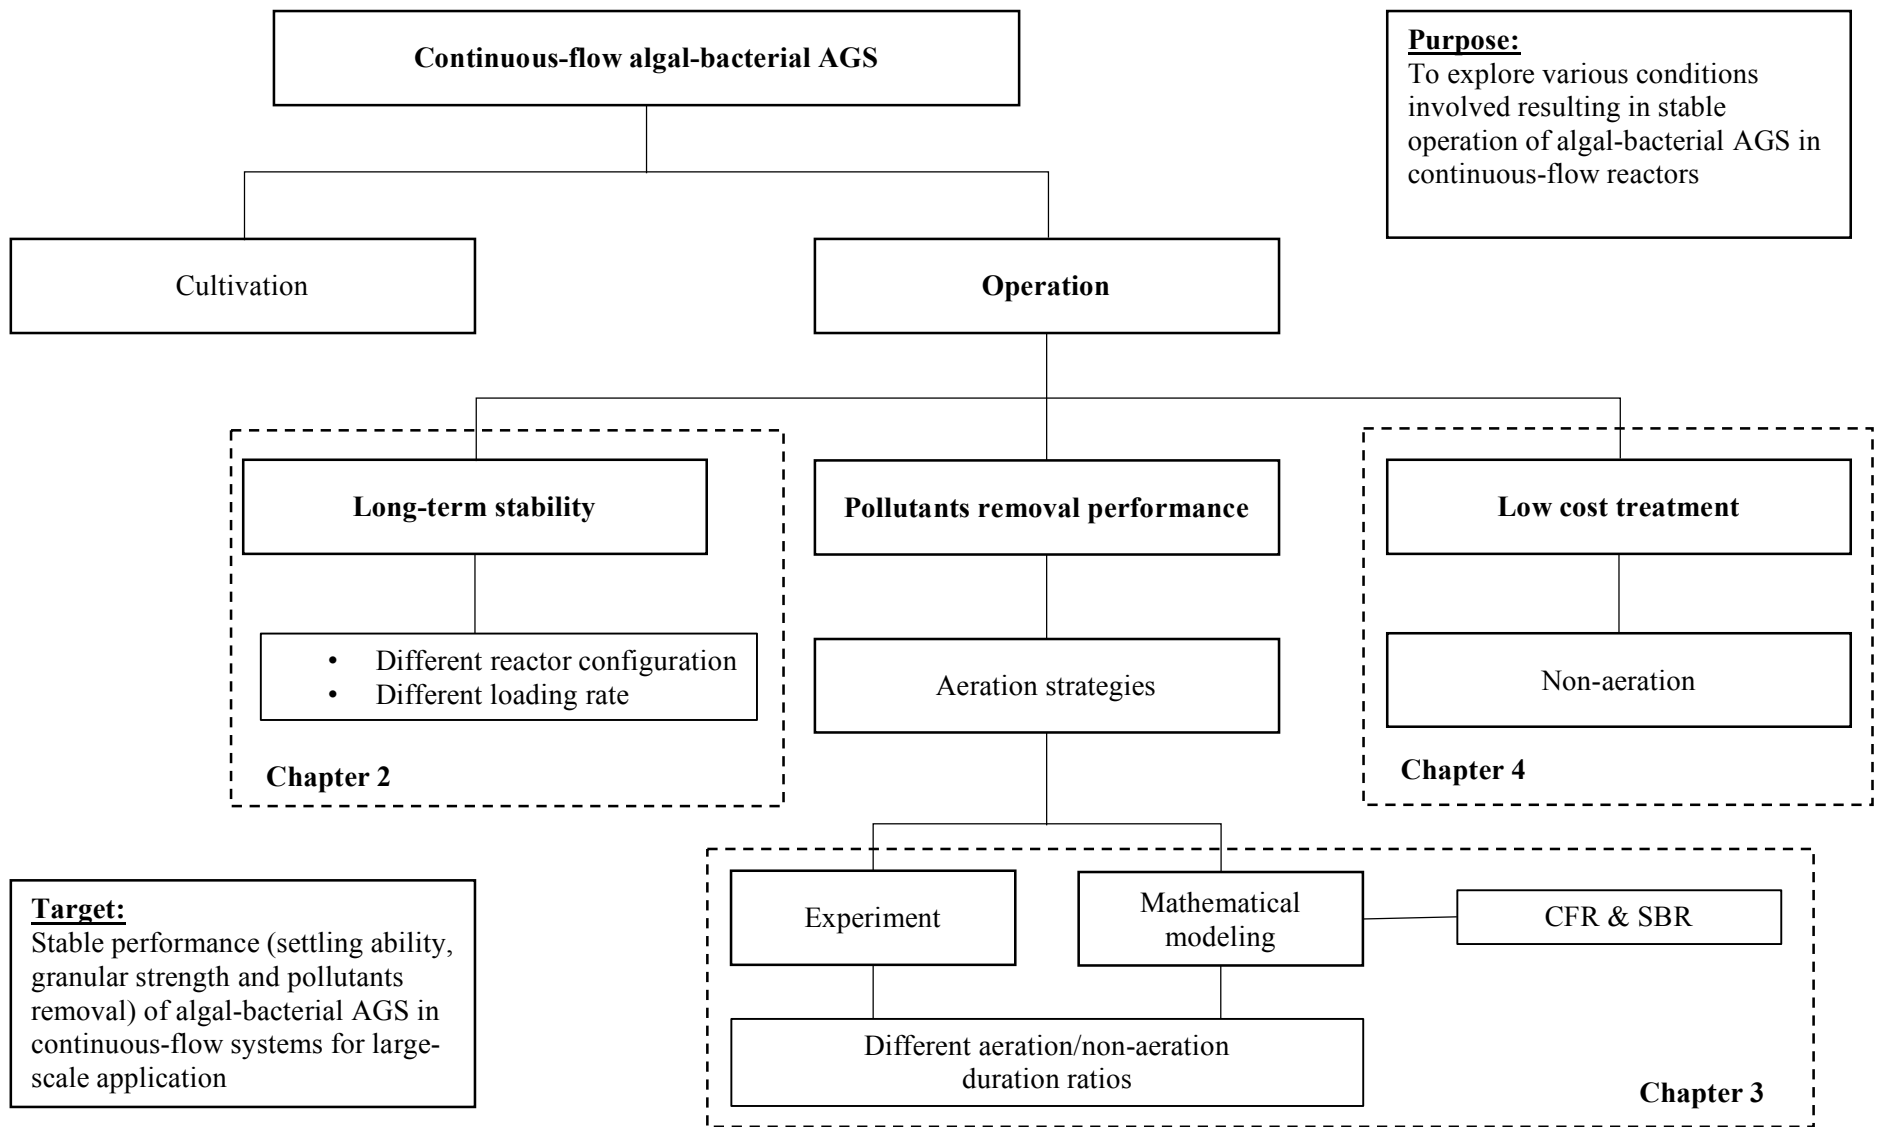 Continuous-flow algal-bacterial AGS
Purpose:
To explore various conditions
involved resulting in stable
operation of algal-bacterial AGS in
continuous-flow reactors
Cultivation
Operation
Long-term stability
Pollutants removal performance
Low cost treatment
• Different reactor configuration
• Different loading rate
Aeration strategies
Non-aeration
Chapter 2
Chapter 4
Target:
Stable performance (settling ability,
granular strength and pollutants
removal) of algal-bacterial AGS in
continuous-flow systems for large-
scale application
Experiment
Mathematical
modeling
CFR & SBR
Different aeration/non-aeration
duration ratios
Chapter 3